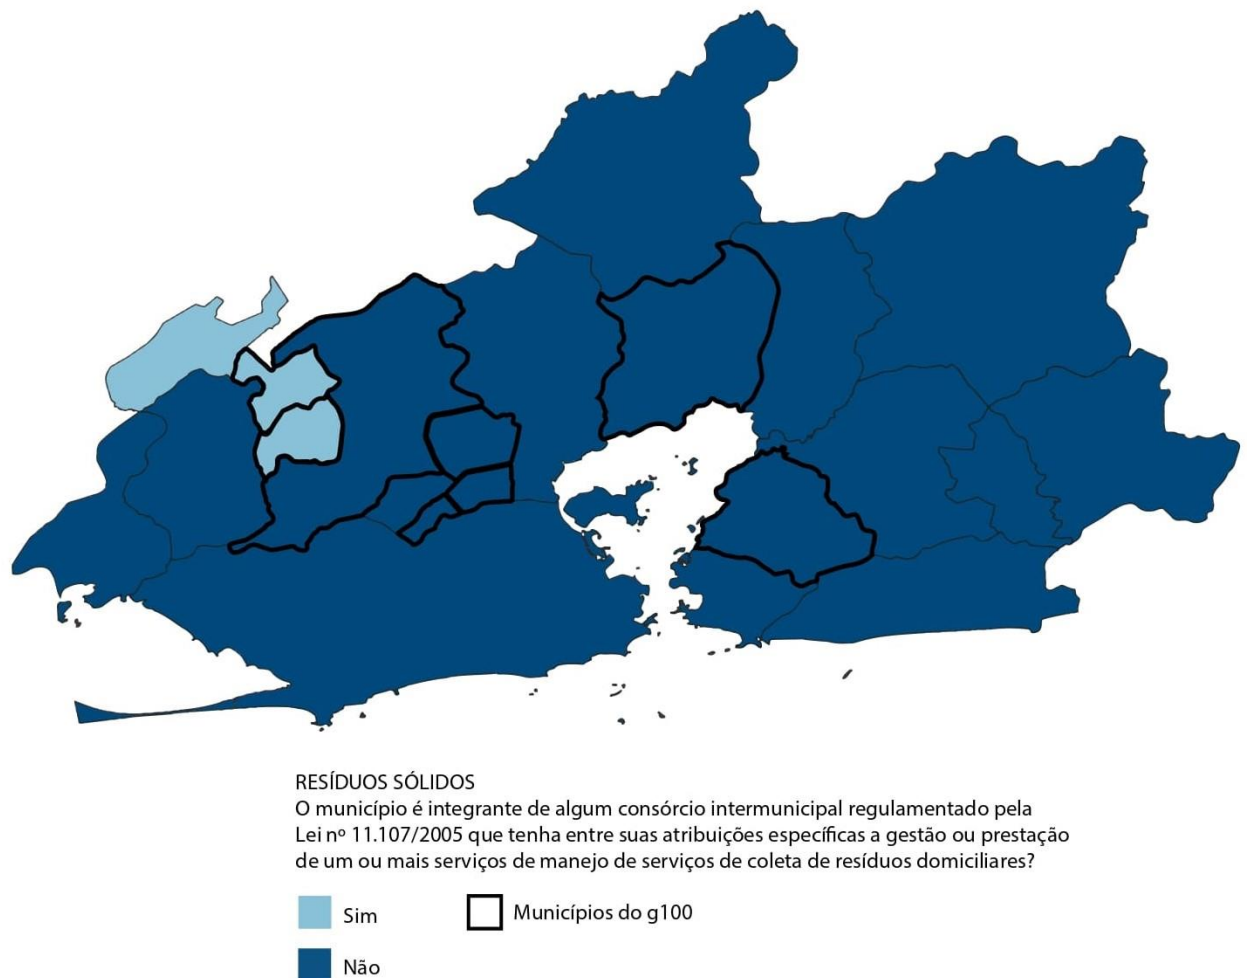 RESÍDUOS SÓLIDOS
O município é integrante de algum consórcio intermunicipal regulamentado pela
Lei nº 11.107/2005 que tenha entre suas atribuições específicas a gestão ou prestação
de um ou mais serviços de manejo de serviços de coleta de resíduos domiciliares?
Sim
Municípios do g100
Não